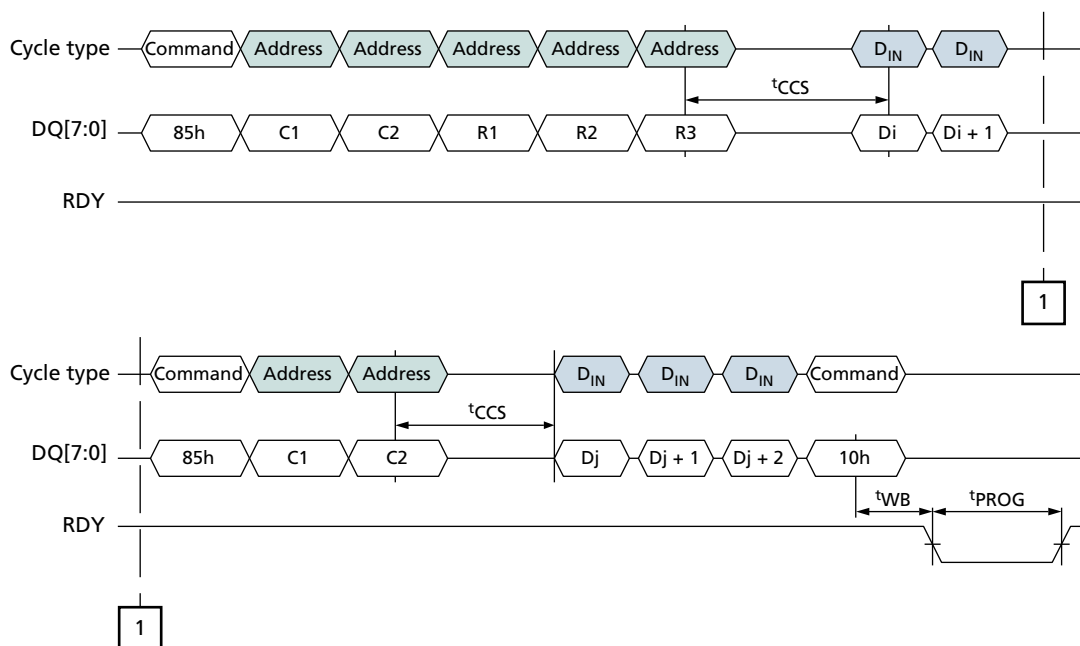 Cycle type Command Address Address Address Address Address DIN DIN
tCCS
DQ[7:0] 85h C1 C2 R1 R2 R3 Di Di + 1
RDY
1
Cycle type Command Address Address DIN DIN DIN Command
tCCS
DQ[7:0] 85h C1 C2 Dj Dj + 1 Dj + 2 10h
tWB tPROG
RDY
1